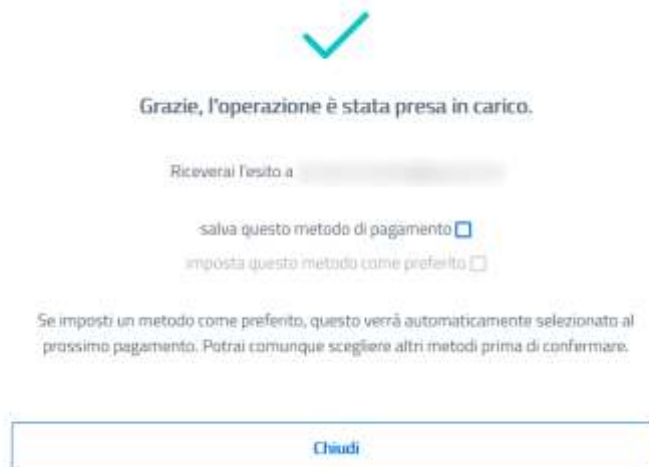 Grazie, l'operazione è stata presa in carico.
Riceverai l'esito a
salva questo metodo di pagamento
imposta questo metodo come preferito
Se imposti un metodo come preferito, questo verrà automaticamente selezionato al
prossimo pagamento. Potrai comunque scegliere altri metodi prima di confermare.
Chiudi